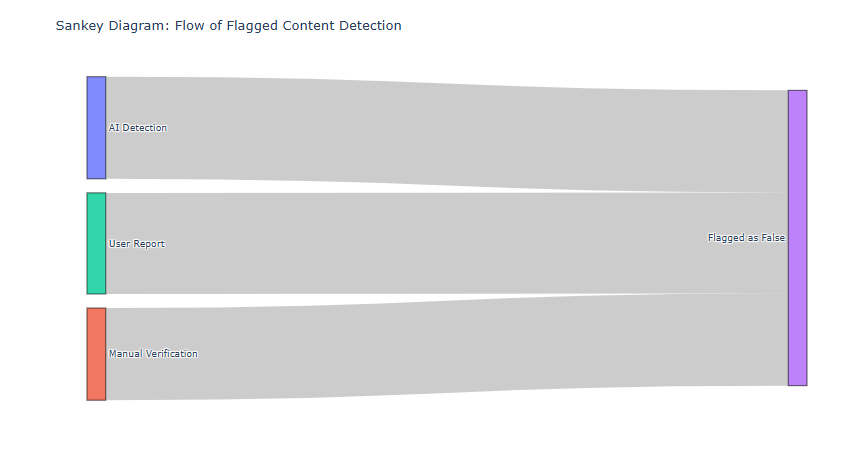 Sankey Diagram: Flow of Flagged Content Detection
AI Detection
User Report
Flagged as False
Manual Verification